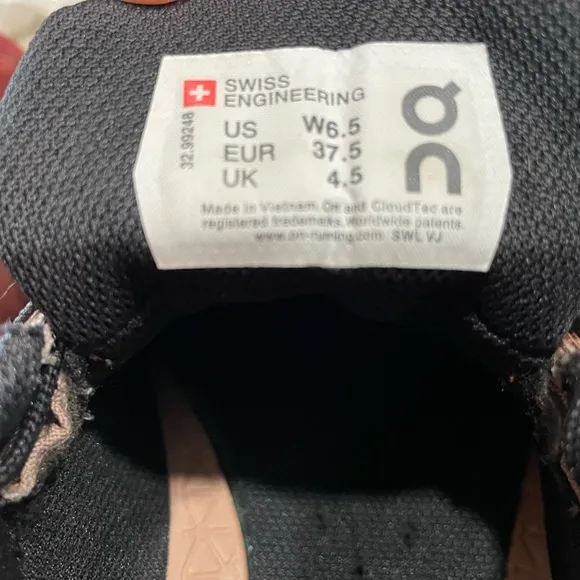 SWISS
ENGINEERING
32.99248
US W6.5
EUR 37.5
UK 4.5
Made in Vietnam. On and CloudTec are
registered trademarks, worldwide patents.
www.on-running.com SWL VJ
On